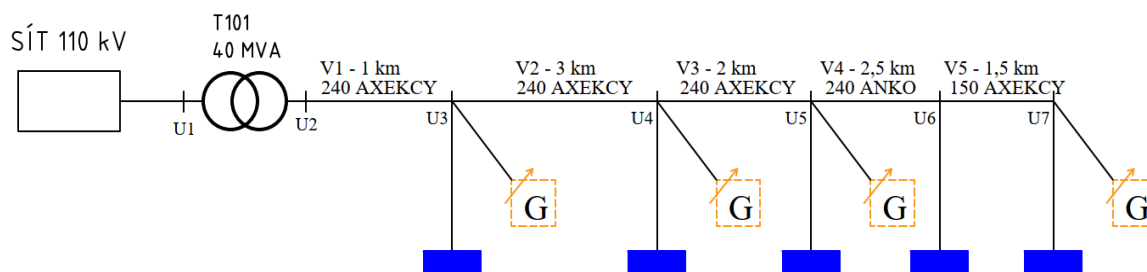 SÍŤ 110 kV
T101
40 MVA
V1 - 1 km
240 AXEKCY
V2 - 3 km
240 AXEKCY
V3 - 2 km
240 AXEKCY
V4 - 2,5 km
240 ANKO
V5 - 1,5 km
150 AXEKCY
U1
U2
U3
U4
U5
U6
U7
G
G
G
G